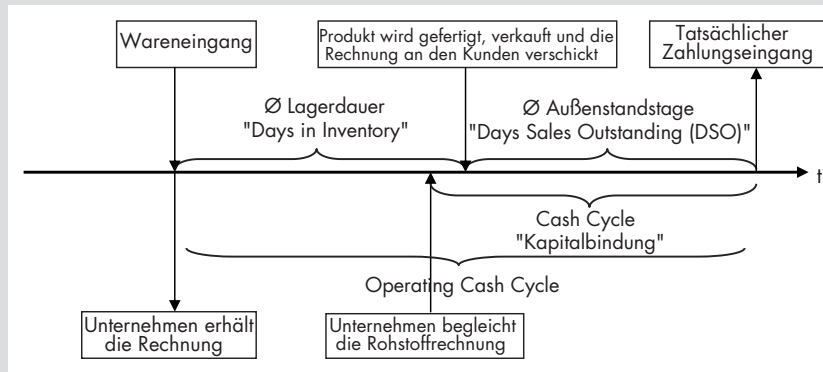 Wareneingang
Produkt wird gefertigt, verkauft und die
Rechnung an den Kunden verschickt
Tatsächlicher
Zahlungseingang
Ø Lagerdauer
"Days in Inventory"
Ø Außenstandstage
"Days Sales Outstanding (DSO)"
t
Cash Cycle
"Kapitalbindung"
Operating Cash Cycle
Unternehmen erhält
die Rechnung
Unternehmen begleicht
die Rohstoffrechnung